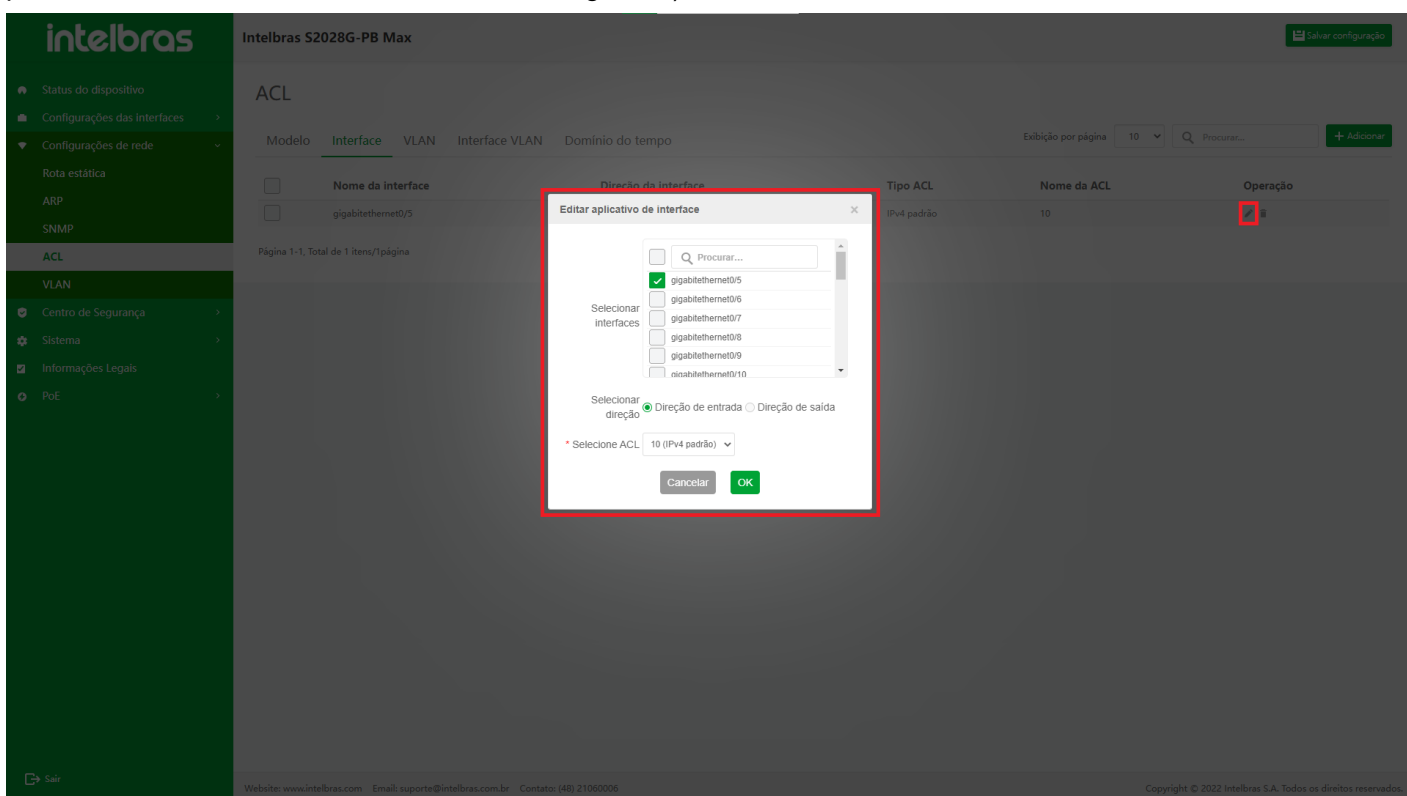 intelbras
Intelbras S2028G-PB Max
Salvar configuração
Status do dispositivo
Configurações das interfaces
Configurações de rede
Rota estática
ARP
SNMP
ACL
VLAN
Centro de Segurança
Sistema
Informações Legais
PoE
Sair
ACL
Modelo Interface VLAN Interface VLAN Domínio do tempo
Exibição por página 10 Procurar... + Adicionar
Nome da interface Direção da interface Tipo ACL Nome da ACL Operação
gigabitethernet0/5 IPv4 padrão 10
Página 1-1, Total de 1 itens/1página
Editar aplicativo de interface ×
Selecionar interfaces
Procurar...
gigabitethernet0/5
gigabitethernet0/6
gigabitethernet0/7
gigabitethernet0/8
gigabitethernet0/9
gigabitethernet0/10
Selecionar direção
Direção de entrada Direção de saída
* Selecione ACL 10 (IPv4 padrão)
Cancelar OK
Website: www.intelbras.com Email: suporte@intelbras.com.br Contato: (48) 21060006
Copyright © 2022 Intelbras S.A. Todos os direitos reservados.